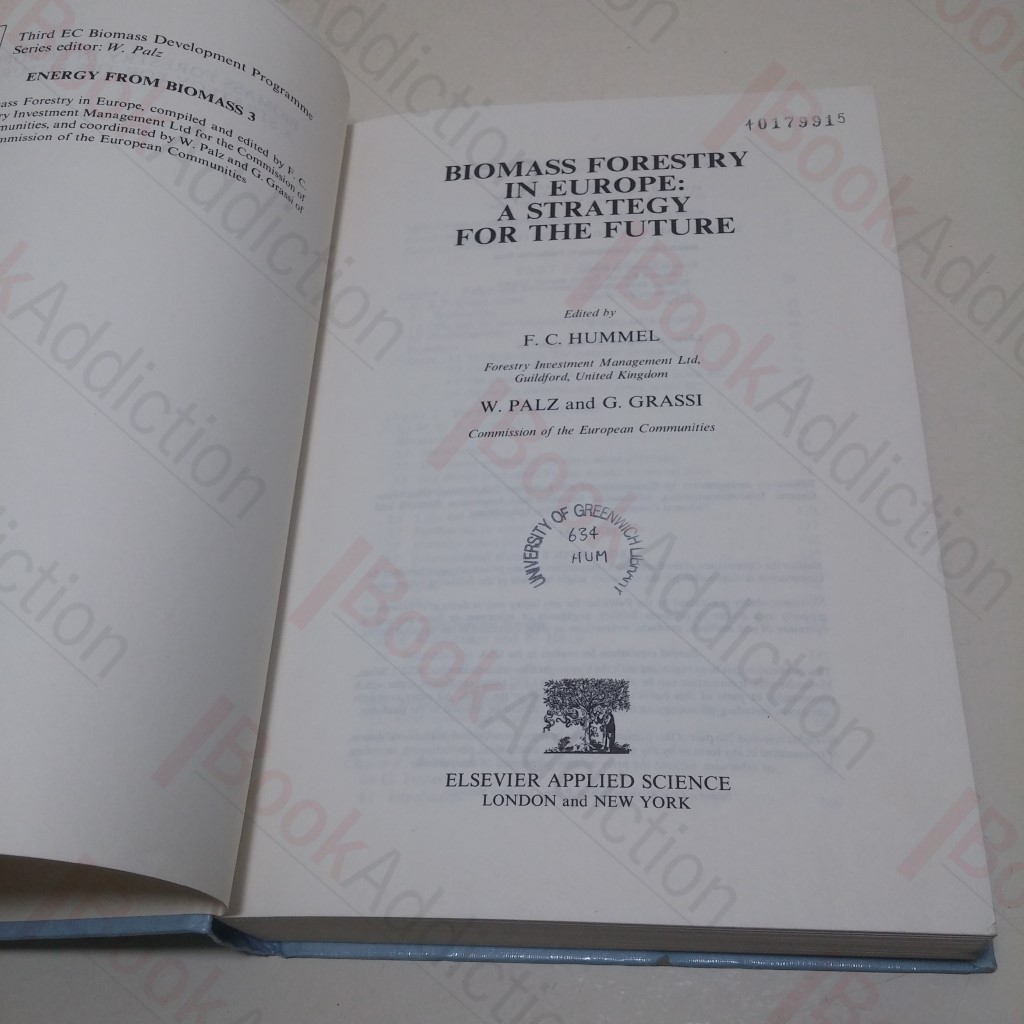 Third EC Biomass Development Programme
Series editor: W. Palz
ENERGY FROM BIOMASS 3
ass Forestry in Europe, compiled and edited by F. C.
ry Investment Management Ltd for the Commission of
munities, and coordinated by W. Palz and G. Grassi of
mmission of the European Communities
40179915
BIOMASS FORESTRY
IN EUROPE:
A STRATEGY
FOR THE FUTURE
Edited by
F. C. HUMMEL
Forestry Investment Management Ltd,
Guildford, United Kingdom
W. PALZ and G. GRASSI
Commission of the European Communities
UNIVERSITY OF GREENWICH LIBRARY
634
HUM
ELSEVIER APPLIED SCIENCE
LONDON and NEW YORK
BookAddiction